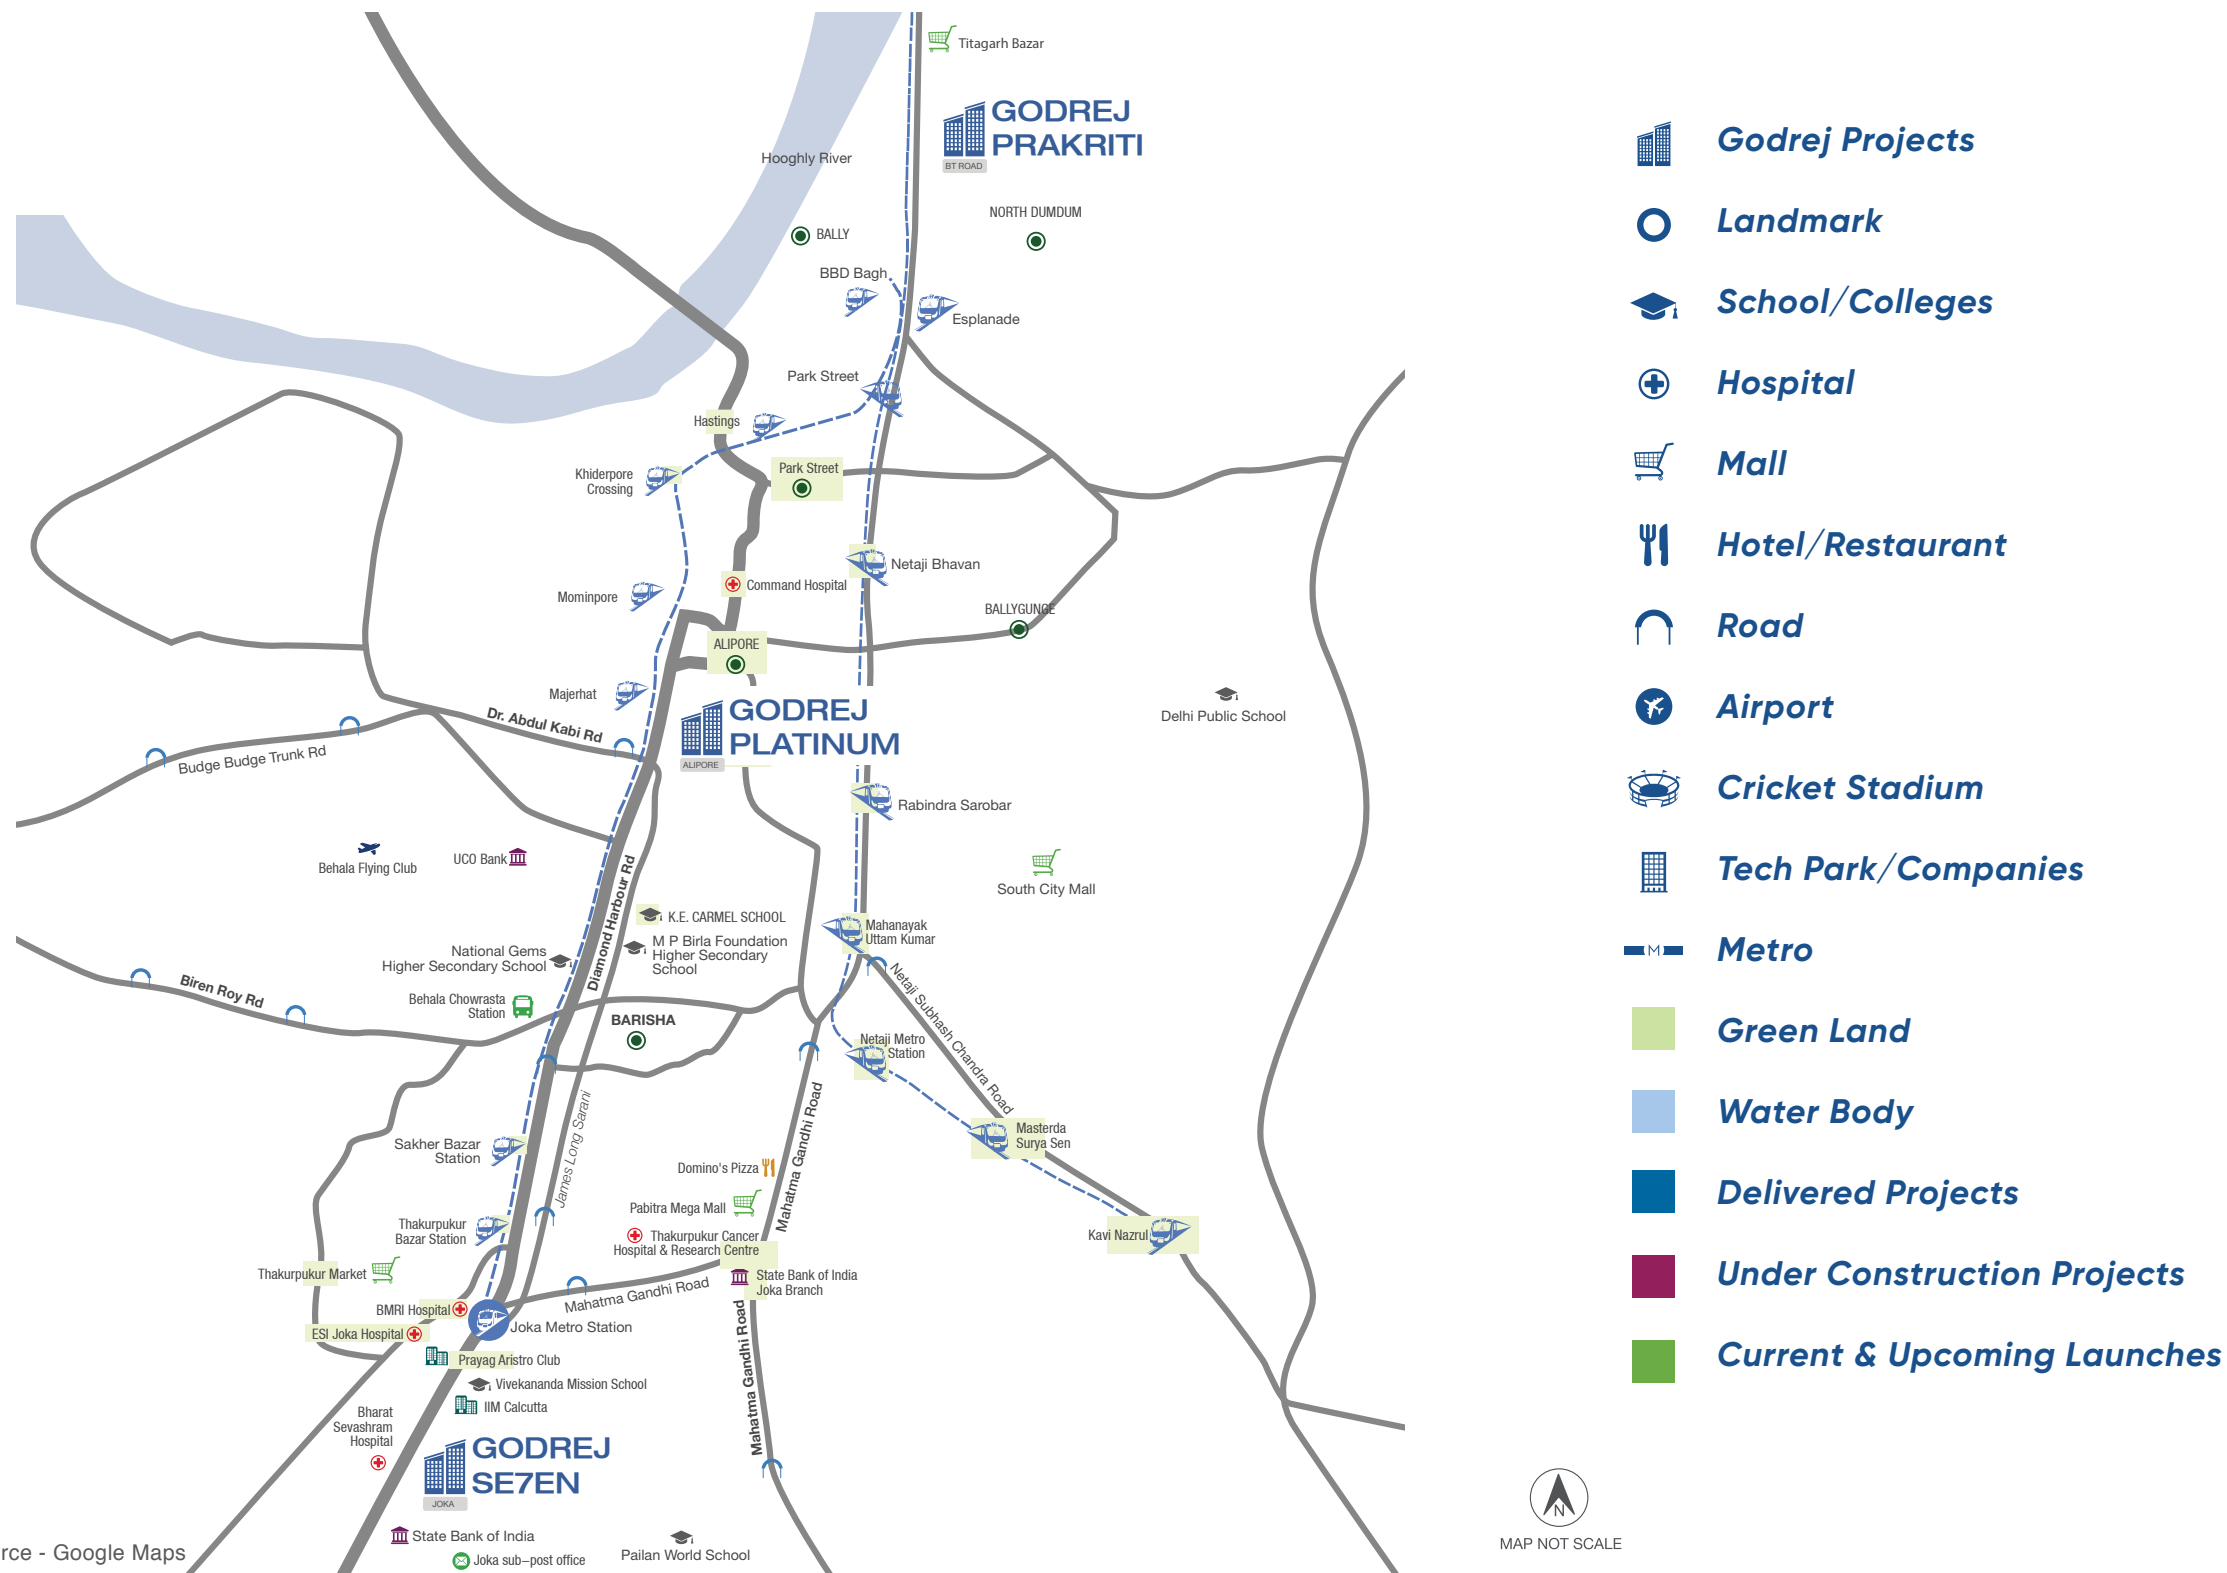 Titagarh Bazar
GODREJ
PRAKRITI
BT ROAD
Hooghly River
NORTH DUMDUM
BALLY
BBD Bagh
Esplanade
Park Street
Hastings
Park Street
Khiderpore
Crossing
Netaji Bhavan
Command Hospital
Mominpore
BALLYGUNGE
ALIPORE
Majerhat
Delhi Public School
Dr. Abdul Kabi Rd
GODREJ
PLATINUM
ALIPORE
Budge Budge Trunk Rd
Rabindra Sarobar
Behala Flying Club
UCO Bank
South City Mall
Diamond Harbour Rd
K.E. CARMEL SCHOOL
Mahanayak
Uttam Kumar
M P Birla Foundation
Higher Secondary
School
National Gems
Higher Secondary School
Netaji Subhash Chandra Road
Biren Roy Rd
Behala Chowrasta
Station
BARISHA
Netaji Metro
Station
James Long Sarani
Mahatma Gandhi Road
Masterda
Surya Sen
Sakher Bazar
Station
Domino's Pizza
Pabitra Mega Mall
Thakurpukur
Bazar Station
Thakurpukur Cancer
Hospital & Research Centre
Kavi Nazrul
Thakurpukur Market
State Bank of India
Joka Branch
Mahatma Gandhi Road
BMRI Hospital
ESI Joka Hospital
Joka Metro Station
Mahatma Gandhi Road
Prayag Aristro Club
Vivekananda Mission School
IIM Calcutta
Bharat
Sevashram
Hospital
GODREJ
SE7EN
JOKA
State Bank of India
Joka sub–post office
Pailan World School
rce - Google Maps
Godrej Projects
Landmark
School/Colleges
Hospital
Mall
Hotel/Restaurant
Road
Airport
Cricket Stadium
Tech Park/Companies
M
Metro
Green Land
Water Body
Delivered Projects
Under Construction Projects
Current & Upcoming Launches
N
MAP NOT SCALE